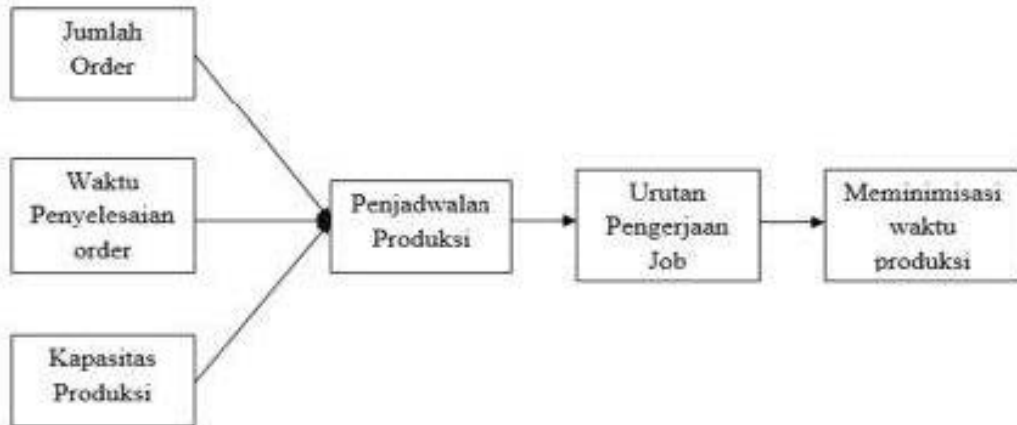 Jumlah
Order
Waktu
Penyelesaian
order
Kapasitas
Produksi
Penjadwalan
Produksi
Urutan
Pengerjaan
Job
Meminimisasi
waktu
produksi